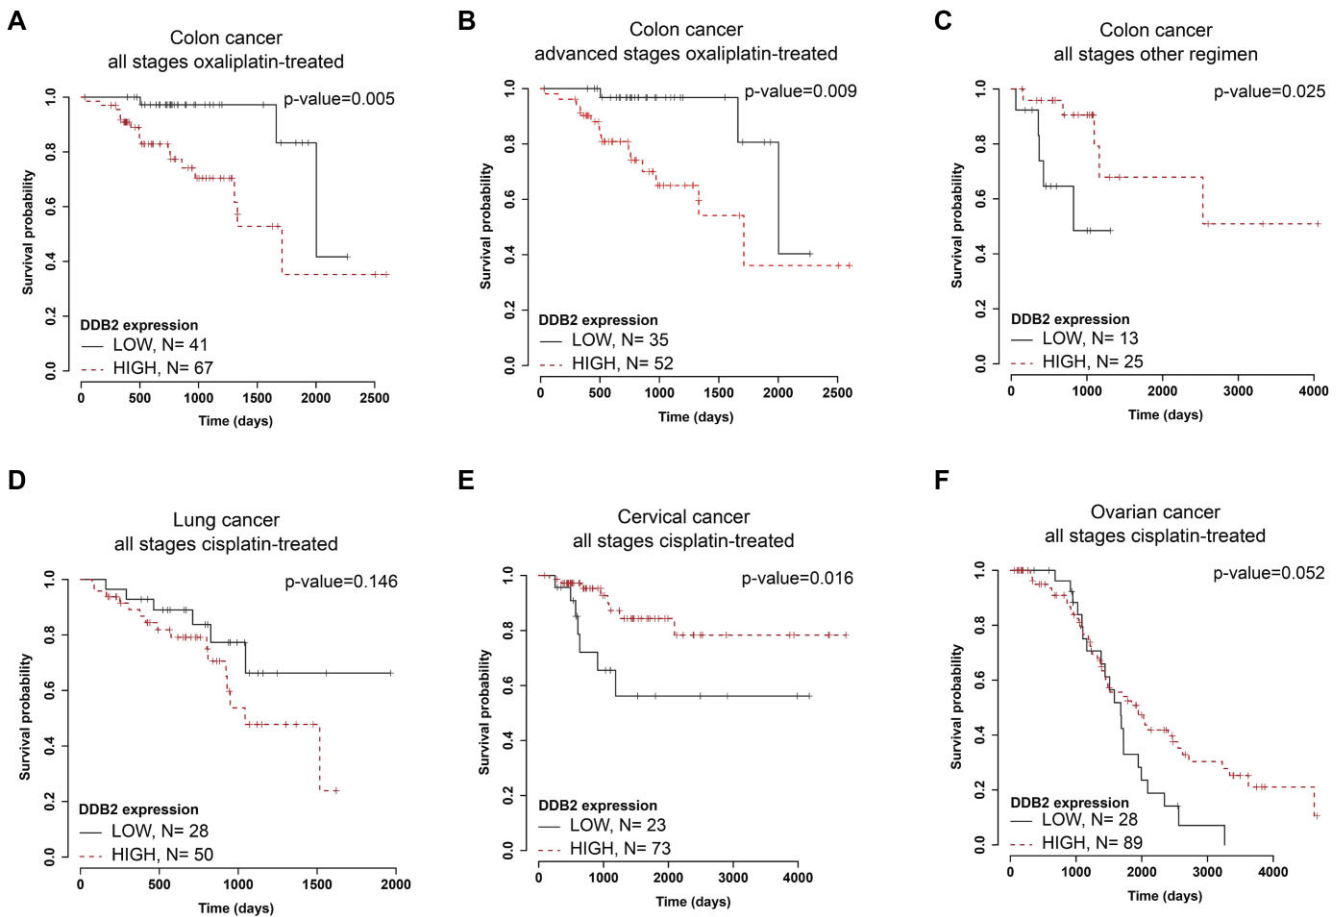 A
Colon cancer
all stages oxaliplatin-treated
p-value=0.005
Survival probability
1.0
0.8
0.6
0.4
0.2
0.0
DDB2 expression
LOW, N= 41
HIGH, N= 67
0 500 1000 1500 2000 2500
Time (days)
B
Colon cancer
advanced stages oxaliplatin-treated
p-value=0.009
Survival probability
1.0
0.8
0.6
0.4
0.2
0.0
DDB2 expression
LOW, N= 35
HIGH, N= 52
0 500 1000 1500 2000 2500
Time (days)
C
Colon cancer
all stages other regimen
p-value=0.025
Survival probability
1.0
0.8
0.6
0.4
0.2
0.0
DDB2 expression
LOW, N= 13
HIGH, N= 25
0 1000 2000 3000 4000
Time (days)
D
Lung cancer
all stages cisplatin-treated
p-value=0.146
Survival probability
1.0
0.8
0.6
0.4
0.2
0.0
DDB2 expression
LOW, N= 28
HIGH, N= 50
0 500 1000 1500 2000
Time (days)
E
Cervical cancer
all stages cisplatin-treated
p-value=0.016
Survival probability
1.0
0.8
0.6
0.4
0.2
0.0
DDB2 expression
LOW, N= 23
HIGH, N= 73
0 1000 2000 3000 4000
Time (days)
F
Ovarian cancer
all stages cisplatin-treated
p-value=0.052
Survival probability
1.0
0.8
0.6
0.4
0.2
0.0
DDB2 expression
LOW, N= 28
HIGH, N= 89
0 1000 2000 3000 4000
Time (days)